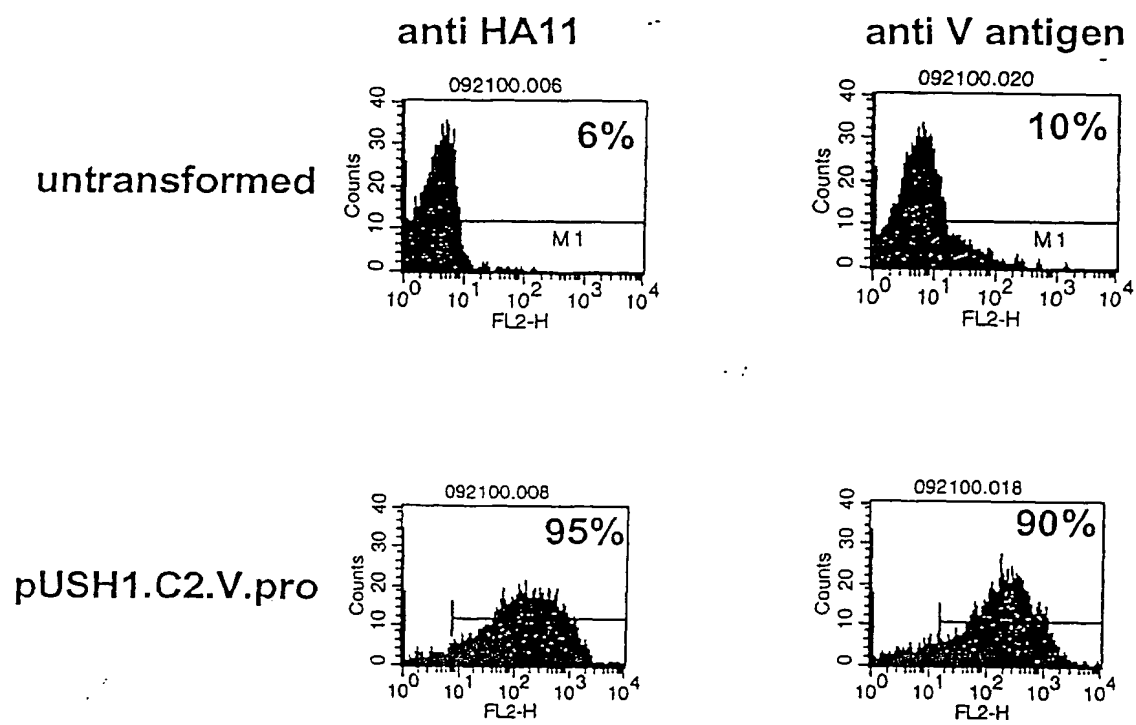 anti HA11
anti V antigen
untransformed
092100.006
6%
Counts
40
30
20
10
0
M1
10^0 10^1 10^2 10^3 10^4
FL2-H
092100.020
10%
Counts
40
30
20
10
0
M1
10^0 10^1 10^2 10^3 10^4
FL2-H
pUSH1.C2.V.pro
092100.008
95%
Counts
40
30
20
10
0
10^0 10^1 10^2 10^3 10^4
FL2-H
092100.018
90%
Counts
40
30
20
10
0
10^0 10^1 10^2 10^3 10^4
FL2-H